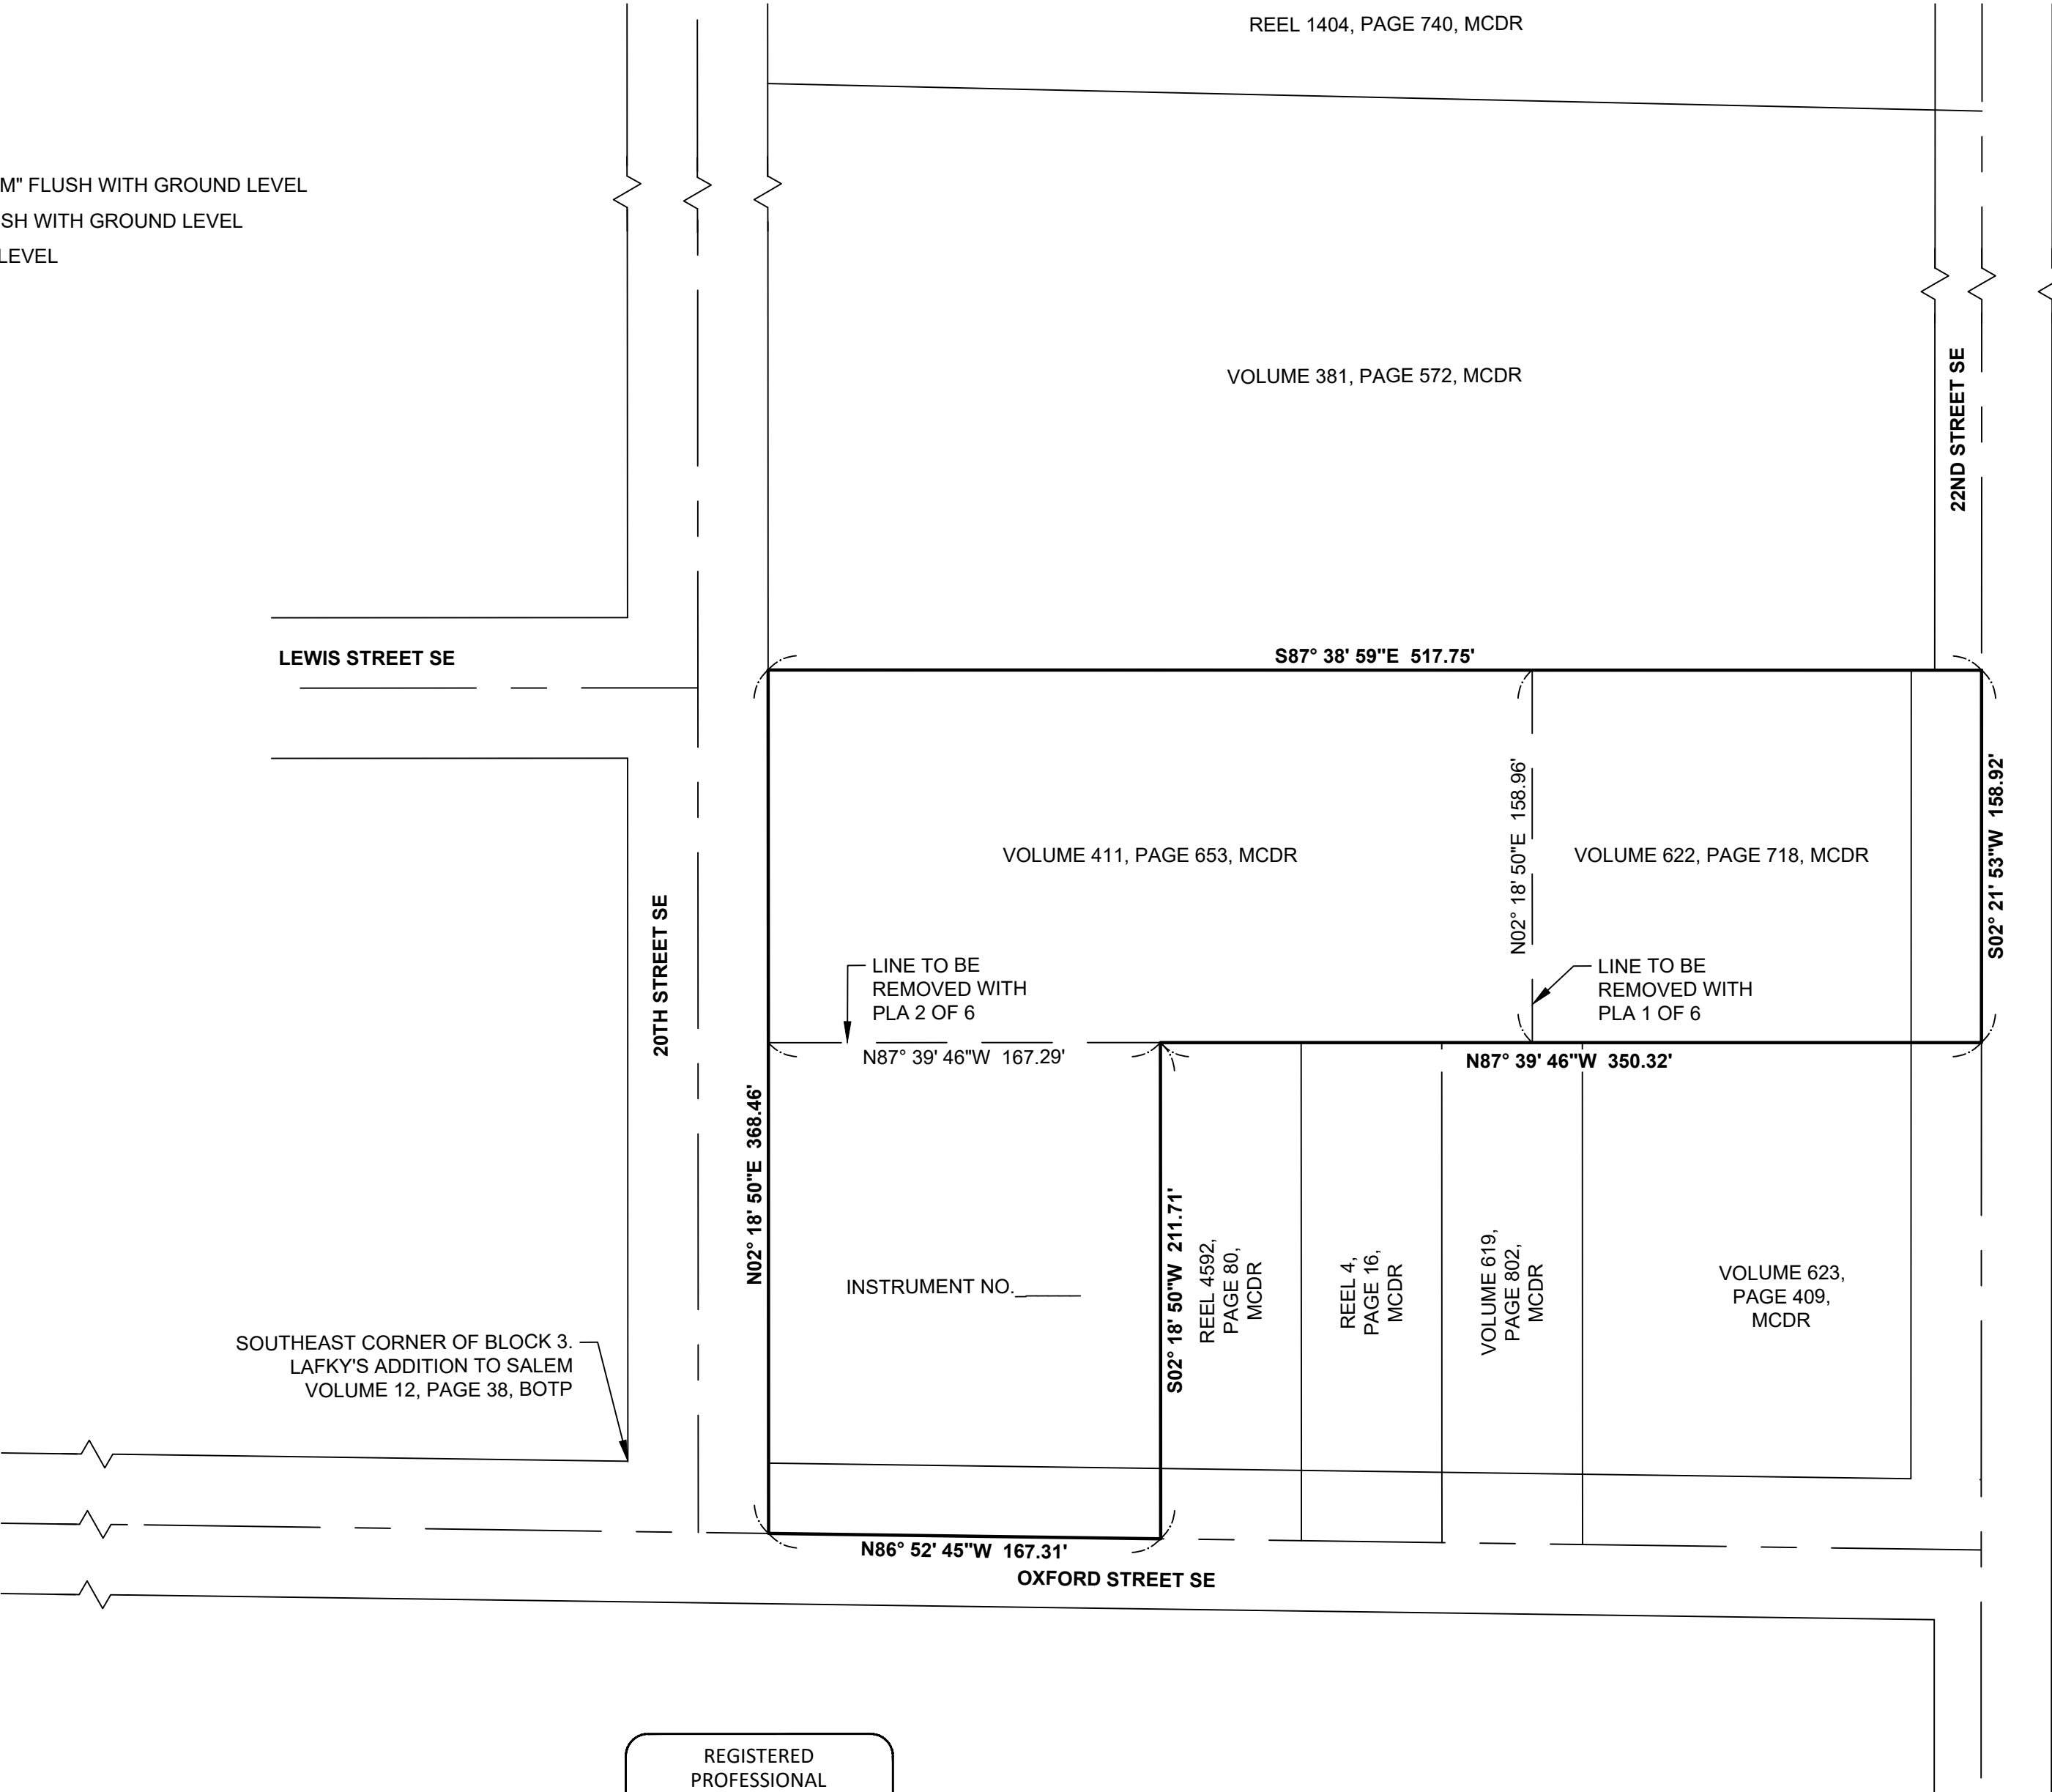 REEL 1404, PAGE 740, MCDR
M" FLUSH WITH GROUND LEVEL
SH WITH GROUND LEVEL
LEVEL
VOLUME 381, PAGE 572, MCDR
22ND STREET SE
LEWIS STREET SE
S87° 38' 59"E 517.75'
N02° 18' 50"E 158.96'
S02° 21' 53"W 158.92'
VOLUME 411, PAGE 653, MCDR
VOLUME 622, PAGE 718, MCDR
20TH STREET SE
LINE TO BE
REMOVED WITH
PLA 2 OF 6
LINE TO BE
REMOVED WITH
PLA 1 OF 6
N87° 39' 46"W 167.29'
N87° 39' 46"W 350.32'
N02° 18' 50"E 368.46'
S02° 18' 50"W 211.71'
INSTRUMENT NO.______
REEL 4592,
PAGE 80,
MCDR
REEL 4,
PAGE 16,
MCDR
VOLUME 619,
PAGE 802,
MCDR
VOLUME 623,
PAGE 409,
MCDR
SOUTHEAST CORNER OF BLOCK 3.
LAFKY'S ADDITION TO SALEM
VOLUME 12, PAGE 38, BOTP
N86° 52' 45"W 167.31'
OXFORD STREET SE
REGISTERED
PROFESSIONAL